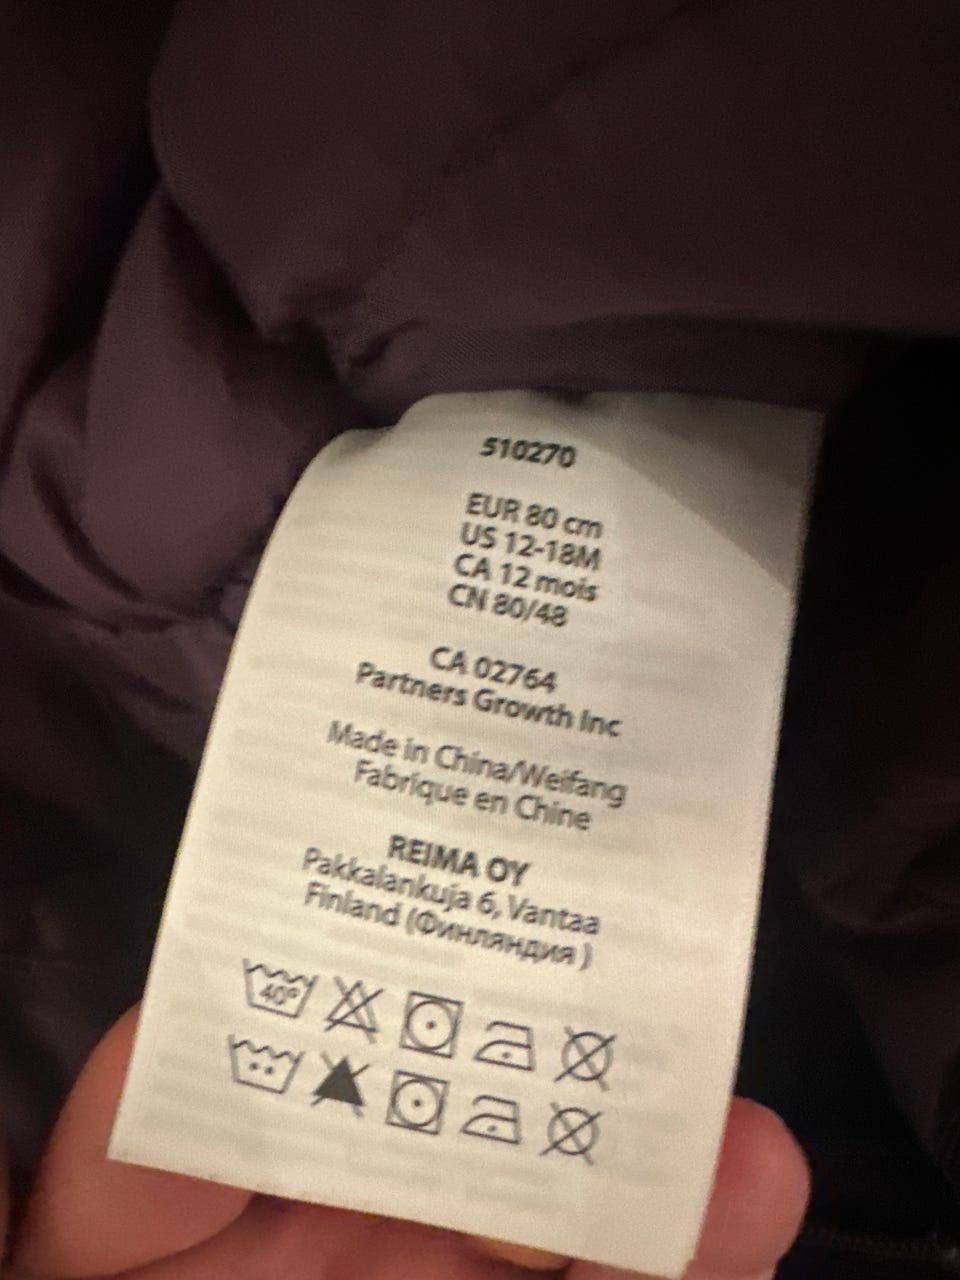 510270
EUR 80 cm
US 12-18M
CA 12 mois
CN 80/48
CA 02764
Partners Growth Inc
Made in China/Weifang
Fabrique en Chine
REIMA OY
Pakkalankuja 6, Vantaa
Finland (Финляндия )
40°